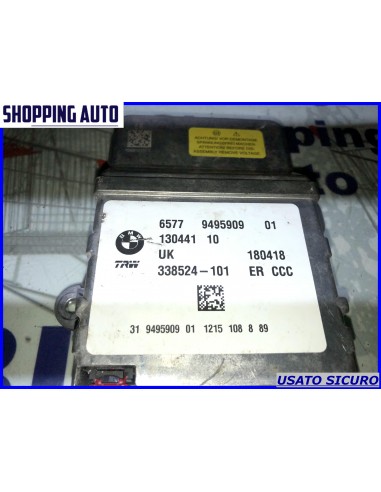 SHOPPING AUTO
BMW
TRW
6577 9495909 01
130441 10
UK 180418
338524-101 ER CCC
31 9495909 01 1215 108 8 89
USATO SICURO